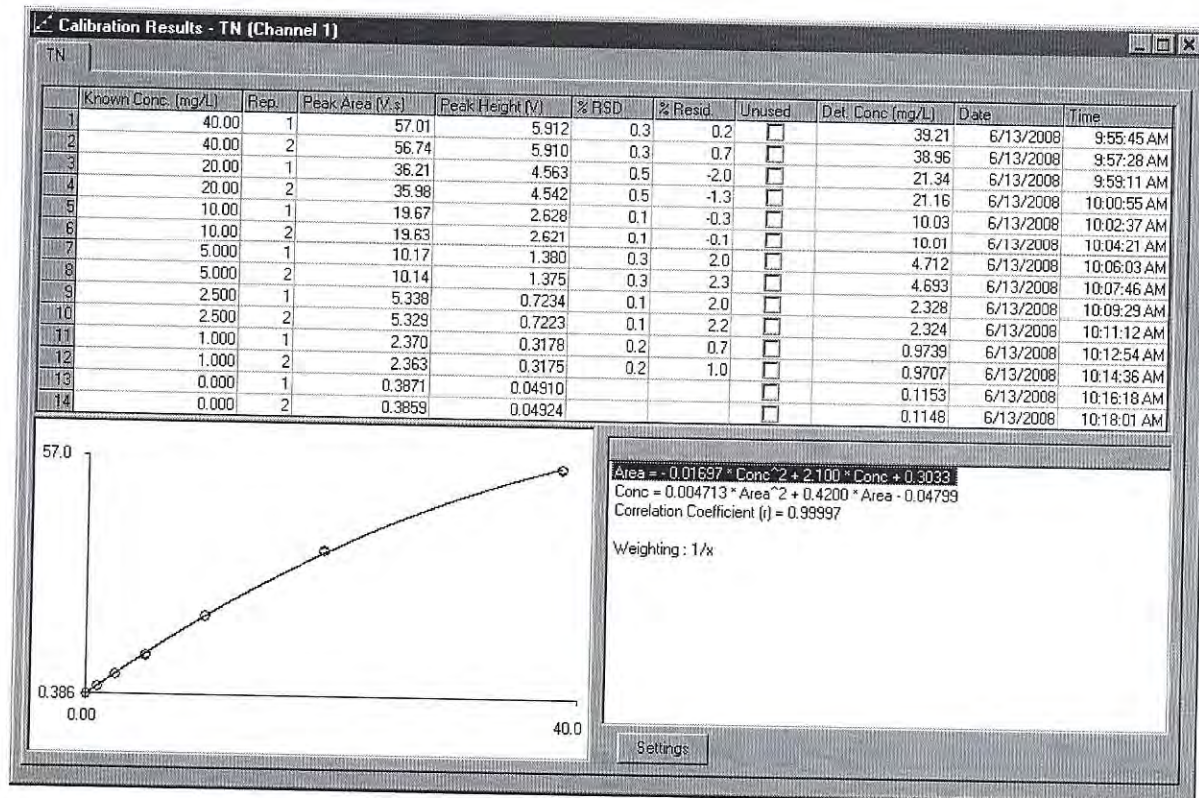 Calibration Results - TN (Channel 1)
TN
Known Conc. (mg/L) Rep. Peak Area (V.s) Peak Height (V) % RSD % Resid. Unused Det. Conc (mg/L) Date Time
1 40.00 1 57.01 5.912 0.3 0.2 39.21 6/13/2008 9:55:45 AM
2 40.00 2 56.74 5.910 0.3 0.7 38.96 6/13/2008 9:57:28 AM
3 20.00 1 36.21 4.563 0.5 -2.0 21.34 6/13/2008 9:59:11 AM
4 20.00 2 35.98 4.542 0.5 -1.3 21.16 6/13/2008 10:00:55 AM
5 10.00 1 19.67 2.628 0.1 -0.3 10.03 6/13/2008 10:02:37 AM
6 10.00 2 19.63 2.621 0.1 -0.1 10.01 6/13/2008 10:04:21 AM
7 5.000 1 10.17 1.380 0.3 2.0 4.712 6/13/2008 10:06:03 AM
8 5.000 2 10.14 1.375 0.3 2.3 4.693 6/13/2008 10:07:46 AM
9 2.500 1 5.338 0.7234 0.1 2.0 2.328 6/13/2008 10:09:29 AM
10 2.500 2 5.329 0.7223 0.1 2.2 2.324 6/13/2008 10:11:12 AM
11 1.000 1 2.370 0.3178 0.2 0.7 0.9739 6/13/2008 10:12:54 AM
12 1.000 2 2.363 0.3175 0.2 1.0 0.9707 6/13/2008 10:14:36 AM
13 0.000 1 0.3871 0.04910 0.1153 6/13/2008 10:16:18 AM
14 0.000 2 0.3859 0.04924 0.1148 6/13/2008 10:18:01 AM
57.0
0.386
0.00
40.0
Area = - 0.01697 * Conc^2 + 2.100 * Conc + 0.3033
Conc = 0.004713 * Area^2 + 0.4200 * Area - 0.04799
Correlation Coefficient (r) = 0.99997
Weighting : 1/x
Settings